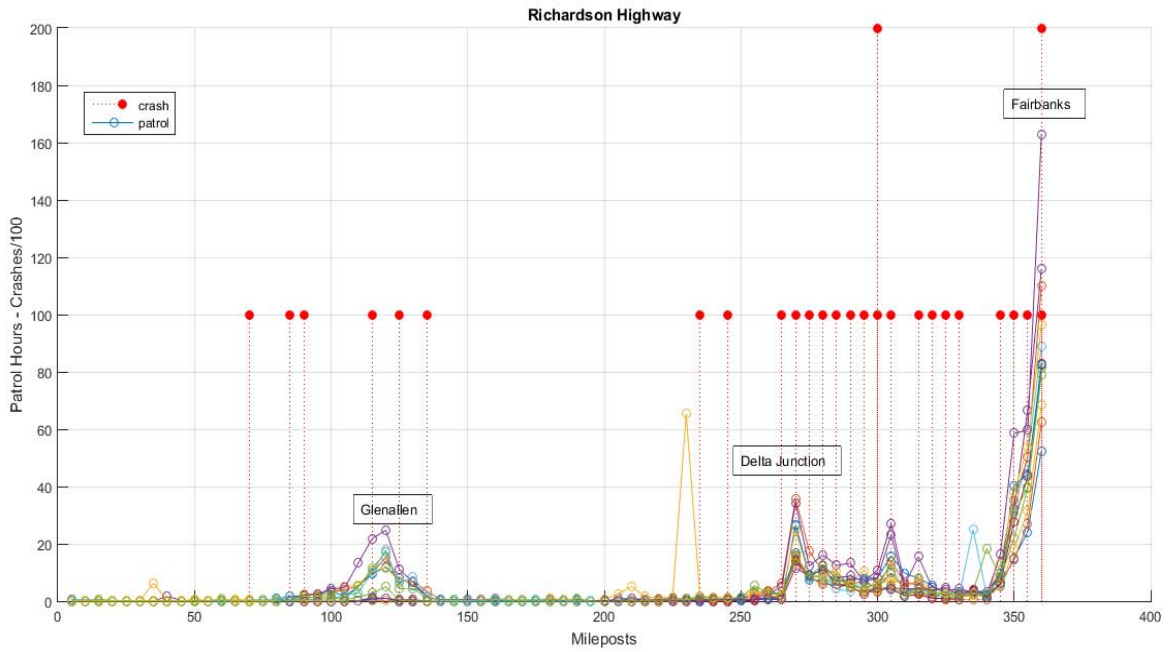 Richardson Highway
200
180
160
140
120
100
80
60
40
20
0
Patrol Hours - Crashes/100
crash
patrol
Fairbanks
Delta Junction
Glenallen
0 50 100 150 200 250 300 350 400
Mileposts